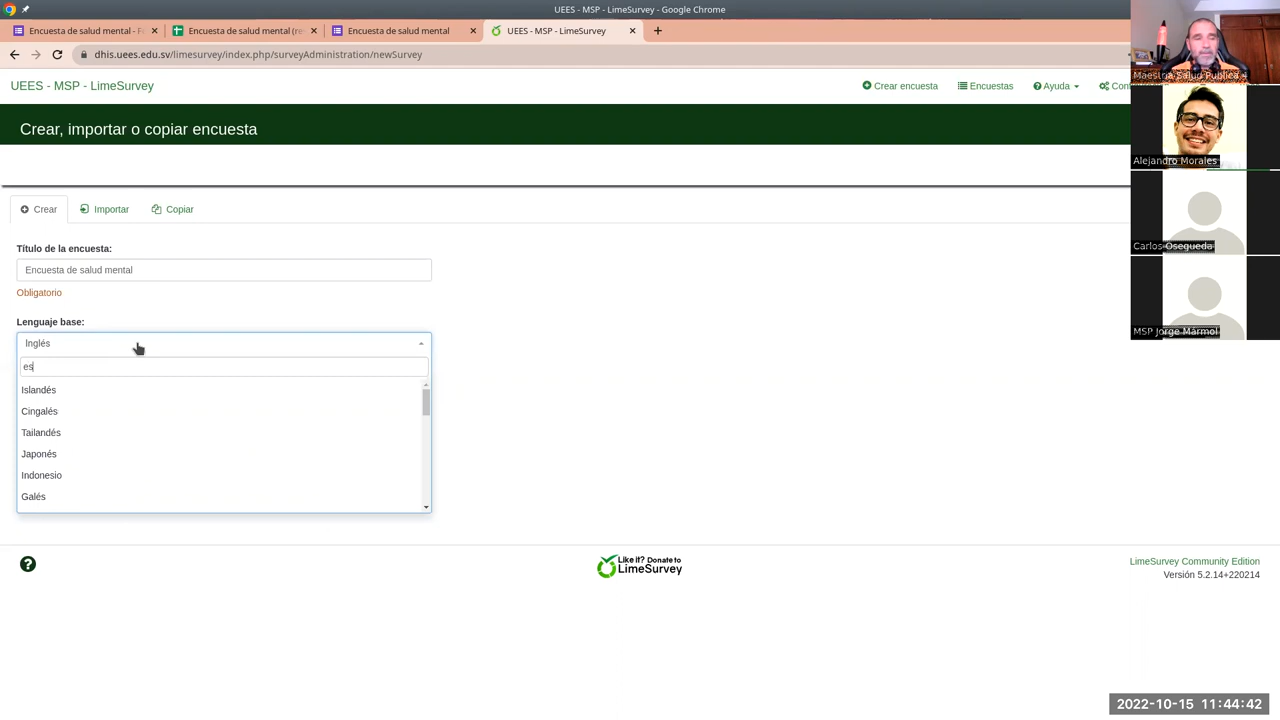 UEES - MSP - LimeSurvey - Google Chrome
Encuesta de salud mental - F
Encuesta de salud mental (re
Encuesta de salud mental
UEES - MSP - LimeSurvey
dhis.uees.edu.sv/limesurvey/index.php/surveyAdministration/newSurvey
UEES - MSP - LimeSurvey
Crear encuesta
Encuestas
Ayuda
Maestria Salud Publica 4
Crear, importar o copiar encuesta
Alejandro Morales
Crear
Importar
Copiar
Título de la encuesta:
Carlos Osegueda
Encuesta de salud mental
Obligatorio
Lenguaje base:
MSP Jorge Mármol
Inglés
es
Islandés
Cingalés
Tailandés
Japonés
Indonesio
Galés
Like it? Donate to
LimeSurvey
LimeSurvey Community Edition
Versión 5.2.14+220214
2022-10-15 11:44:42